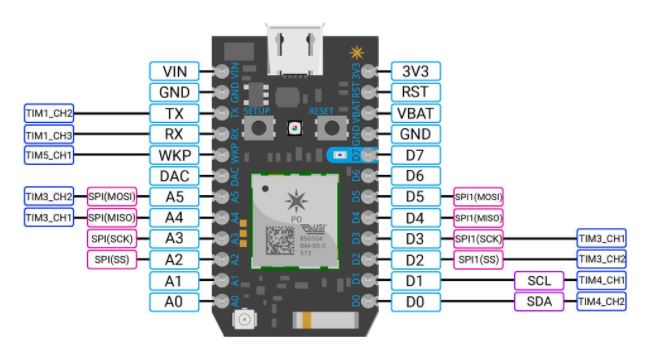 VIN VIN 3V3 3V3
GND GND RST RST
TIM1_CH2 TX TX SETUP RESET VBAT VBAT
TIM1_CH3 RX RX GND GND
TIM5_CH1 WKP WKP D7 D7
DAC DAC D6 D6
TIM3_CH2 SPI(MOSI) A5 A5 D5 D5 SPI1(MOSI)
TIM3_CH1 SPI(MISO) A4 A4 P0 D4 D4 SPI1(MISO)
USI
SPI(SCK) A3 A3 850104 D3 D3 SPI1(SCK) TIM3_CH1
BM-09-S
573
SPI(SS) A2 A2 D2 D2 SPI1(SS) TIM3_CH2
A1 A1 D1 D1 SCL TIM4_CH1
A0 A0 D0 D0 SDA TIM4_CH2